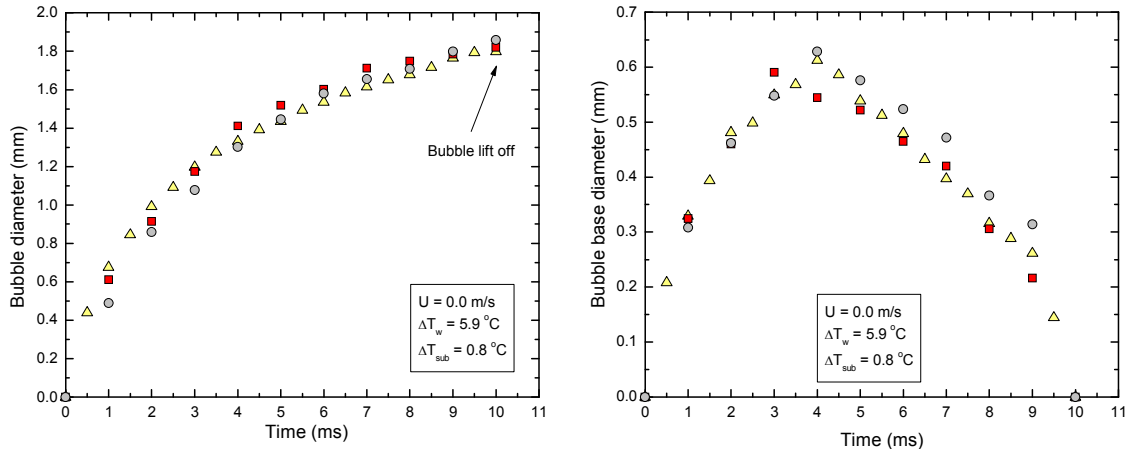 Bubble diameter (mm)
2.0
1.8
1.6
1.4
1.2
1.0
0.8
0.6
0.4
0.2
0.0
0 1 2 3 4 5 6 7 8 9 10 11
Time (ms)
Bubble lift off
U = 0.0 m/s
ΔTw = 5.9 °C
ΔTsub = 0.8 °C
Bubble base diameter (mm)
0.7
0.6
0.5
0.4
0.3
0.2
0.1
0.0
0 1 2 3 4 5 6 7 8 9 10 11
Time (ms)
U = 0.0 m/s
ΔTw = 5.9 °C
ΔTsub = 0.8 °C